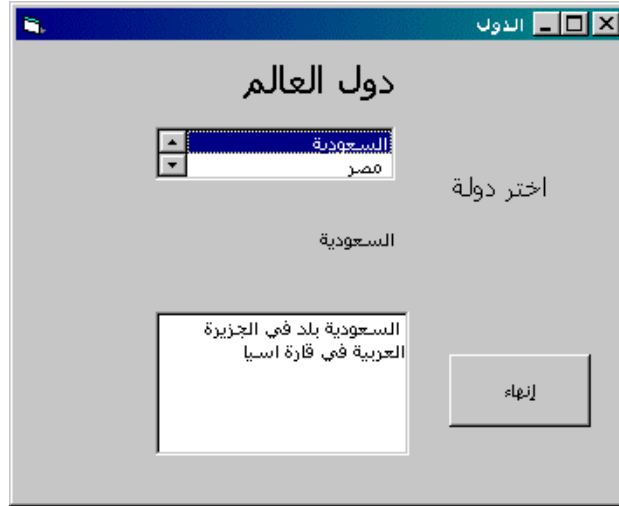 الدول
دول العالم
السعودية
مصر
اختر دولة
السعودية
السعودية بلد في الجزيرة
العربية في قارة اسيا
إنهاء